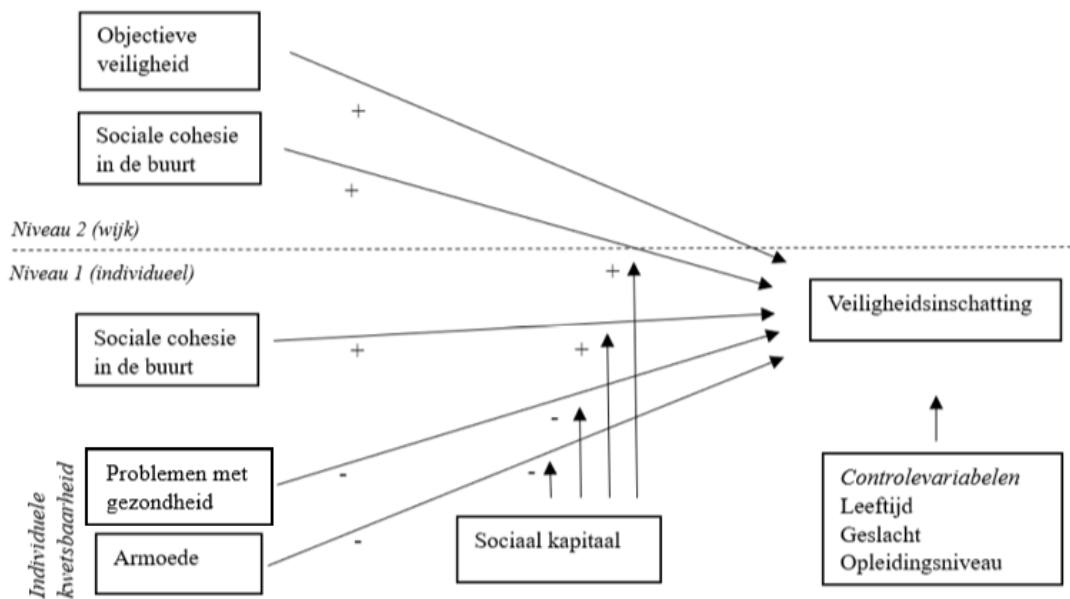 Objectieve
veiligheid
+
Sociale cohesie
in de buurt
+
Niveau 2 (wijk)
Niveau 1 (individueel)
+
Veiligheidsinschatting
Sociale cohesie
in de buurt
+
+
-
Individuele
kwetsbaarheid
Problemen met
gezondheid
-
-
Armoede
-
Sociaal kapitaal
Controlevariabelen
Leeftijd
Geslacht
Opleidingsniveau